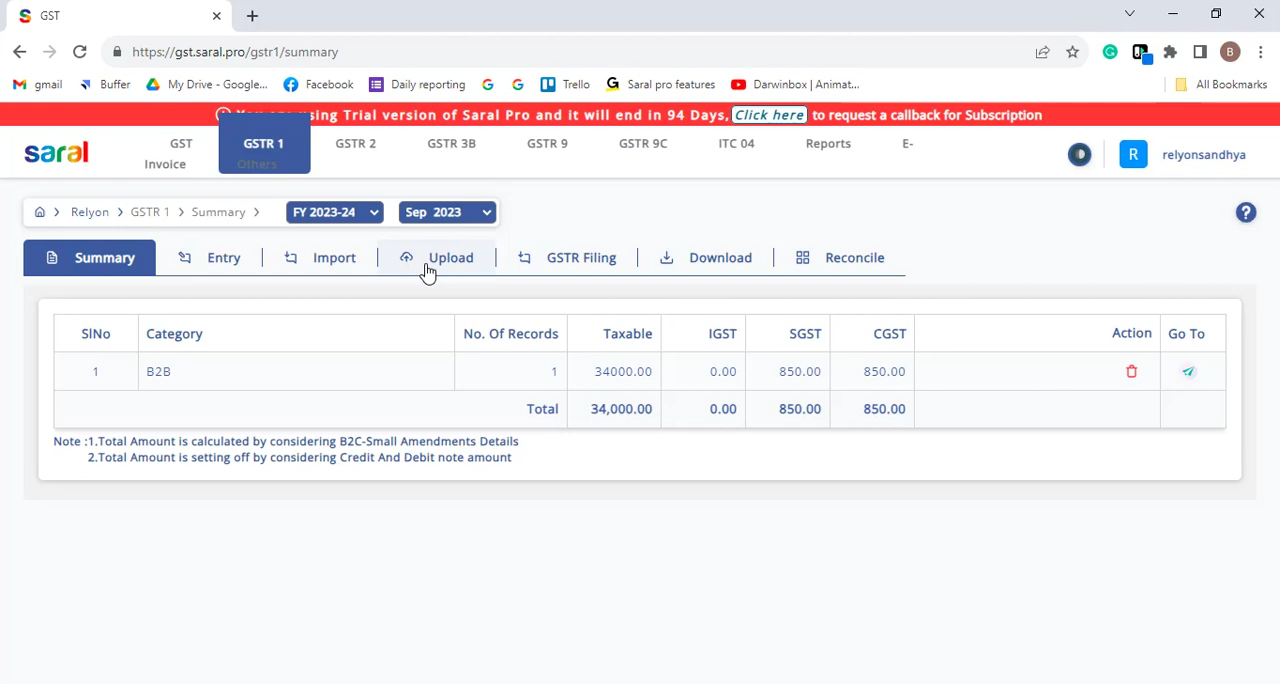 GST
https://gst.saral.pro/gstr1/summary
B
gmail Buffer My Drive - Google... Facebook Daily reporting Trello Saral pro features Darwinbox | Animat... All Bookmarks
using Trial version of Saral Pro and it will end in 94 Days, Click here to request a callback for Subscription
saral GST Invoice GSTR 1 Others GSTR 2 GSTR 3B GSTR 9 GSTR 9C ITC 04 Reports E- R relyonsandhya
Relyon GSTR 1 Summary FY 2023-24 Sep 2023
Summary Entry Import Upload GSTR Filing Download Reconcile
SlNo Category No. Of Records Taxable IGST SGST CGST Action Go To
1 B2B 1 34000.00 0.00 850.00 850.00
Total 34,000.00 0.00 850.00 850.00
Note :1.Total Amount is calculated by considering B2C-Small Amendments Details
2.Total Amount is setting off by considering Credit And Debit note amount